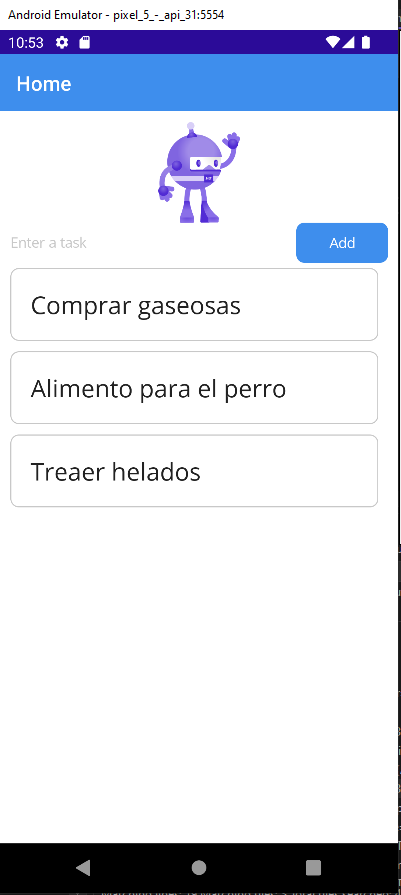 Android Emulator - pixel_5_-_api_31:5554
10:53
Home
Enter a task
Add
Comprar gaseosas
Alimento para el perro
Treaer helados